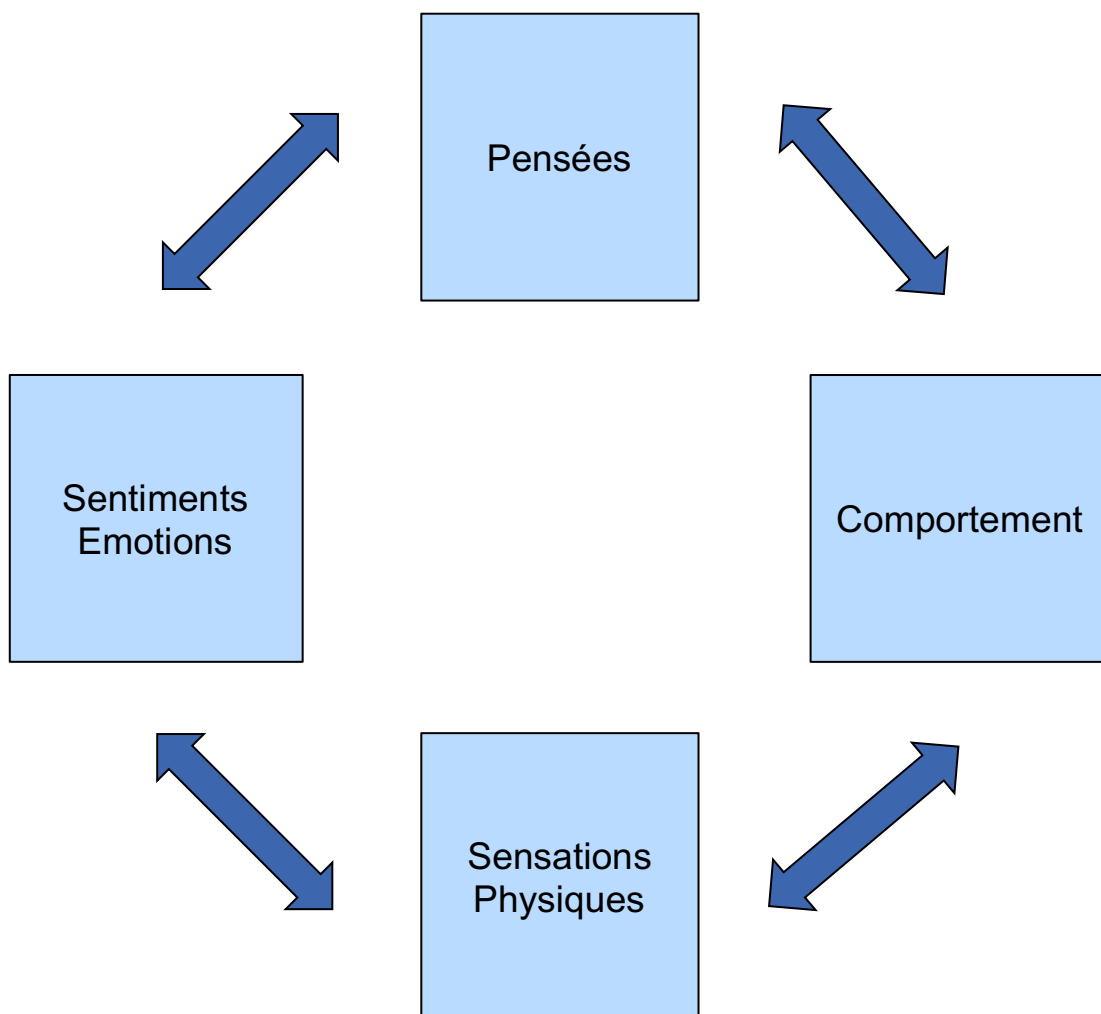 Pensées
Sentiments
Emotions
Comportement
Sensations
Physiques